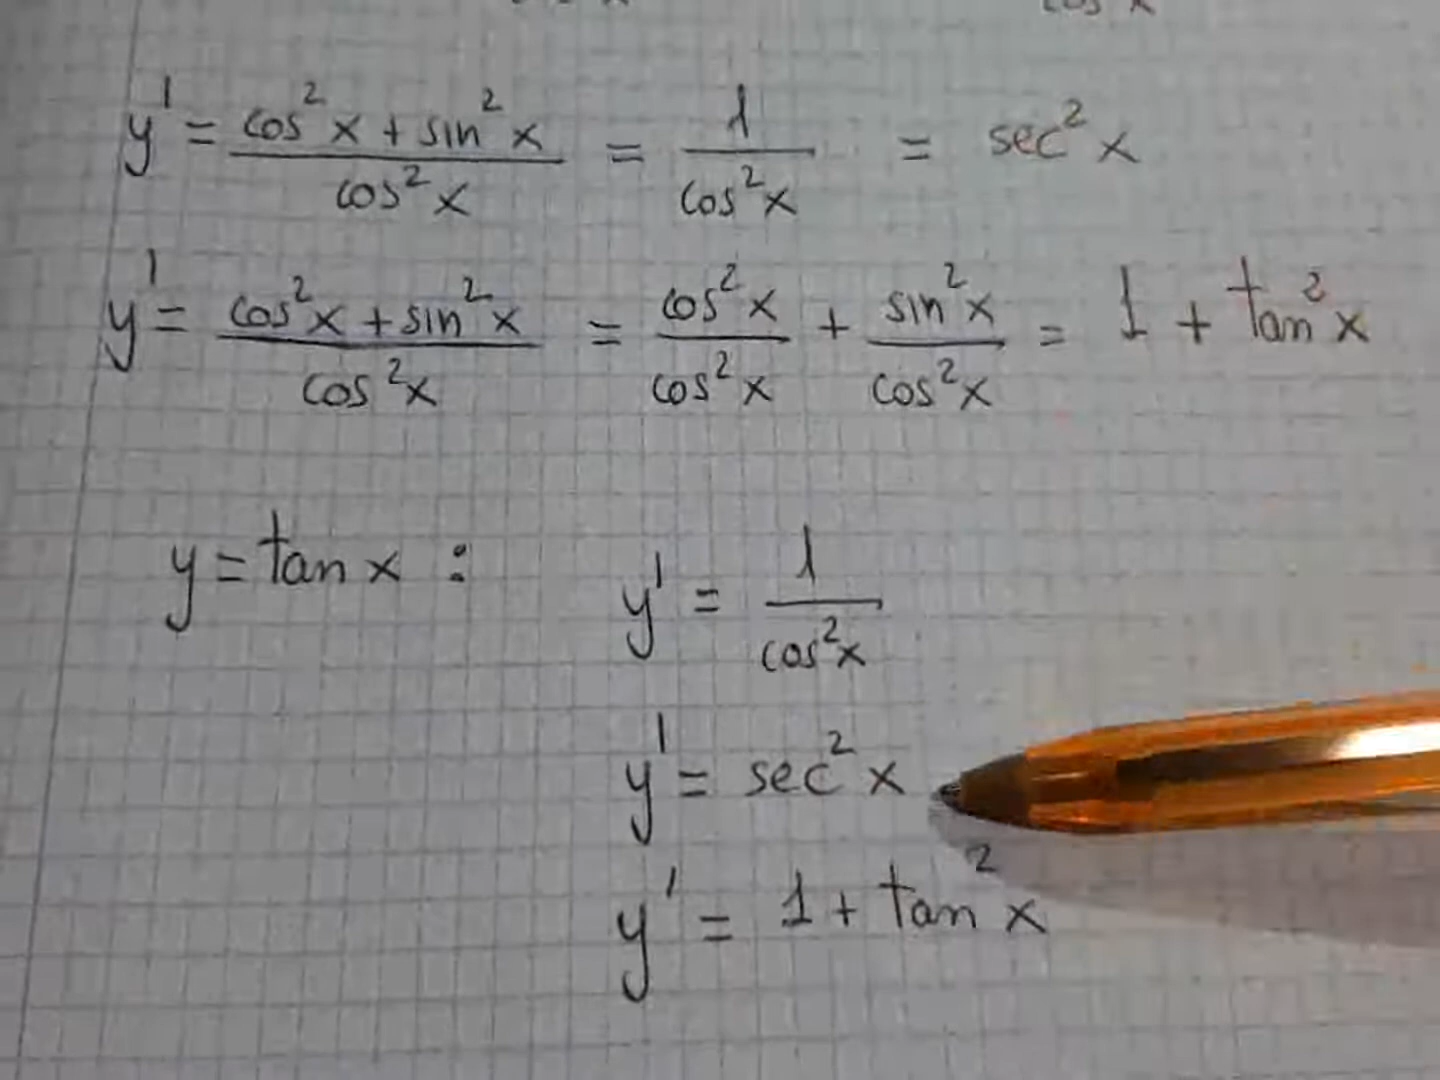 cos x
y' = (cos²x + sin²x)/(cos²x) = 1/(cos²x) = sec²x
y' = (cos²x + sin²x)/(cos²x) = (cos²x)/(cos²x) + (sin²x)/(cos²x) = 1 + tan²x
y = tan x : y' = 1/(cos²x)
y' = sec²x
y' = 1 + tan²x